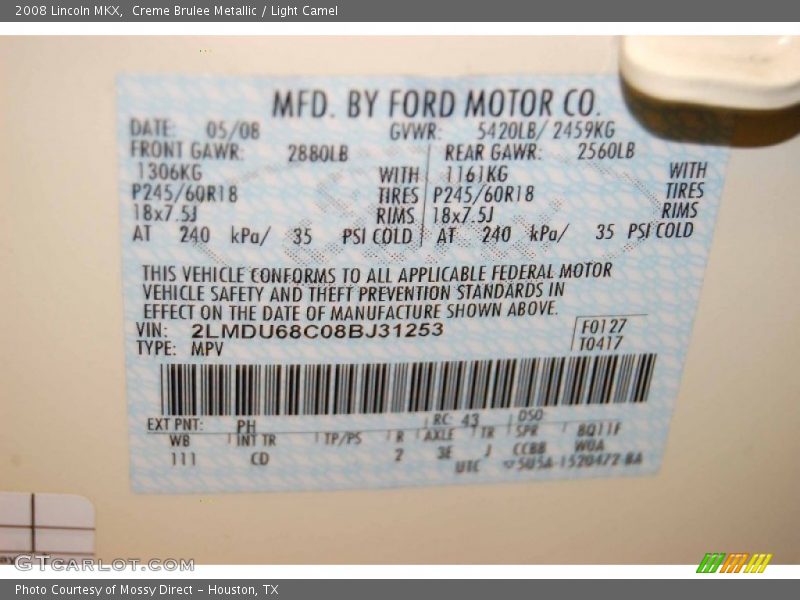 2008 Lincoln MKX, Creme Brulee Metallic / Light Camel
MFD. BY FORD MOTOR CO.
DATE: 05/08 GVWR: 5420LB/ 2459KG
FRONT GAWR: 2880LB REAR GAWR: 2560LB
1306KG WITH 1161KG WITH
P245/60R18 TIRES P245/60R18 TIRES
18x7.5J RIMS 18x7.5J RIMS
AT 240 kPa/ 35 PSI COLD AT 240 kPa/ 35 PSI COLD
THIS VEHICLE CONFORMS TO ALL APPLICABLE FEDERAL MOTOR
VEHICLE SAFETY AND THEFT PREVENTION STANDARDS IN
EFFECT ON THE DATE OF MANUFACTURE SHOWN ABOVE.
VIN: 2LMDU68C08BJ31253 F0127
TYPE: MPV T0417
EXT PNT: PH RC: 43 DSO
WB INT TR TP/PS R AXLE TR SPR 8Q11F
111 CD 2 3E J CCBB WUA
UTC 5U5A-1520472-BA
GTCARLOT.COM
Photo Courtesy of Mossy Direct - Houston, TX